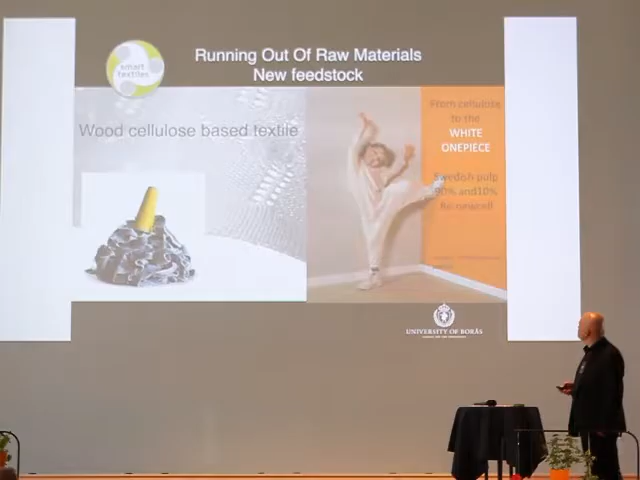 smart
textiles
Running Out Of Raw Materials
New feedstock
Wood cellulose based textile
From cellulose
to the
WHITE
ONEPIECE
Swedish pulp
90% and10%
UNIVERSITY OF BORÅS